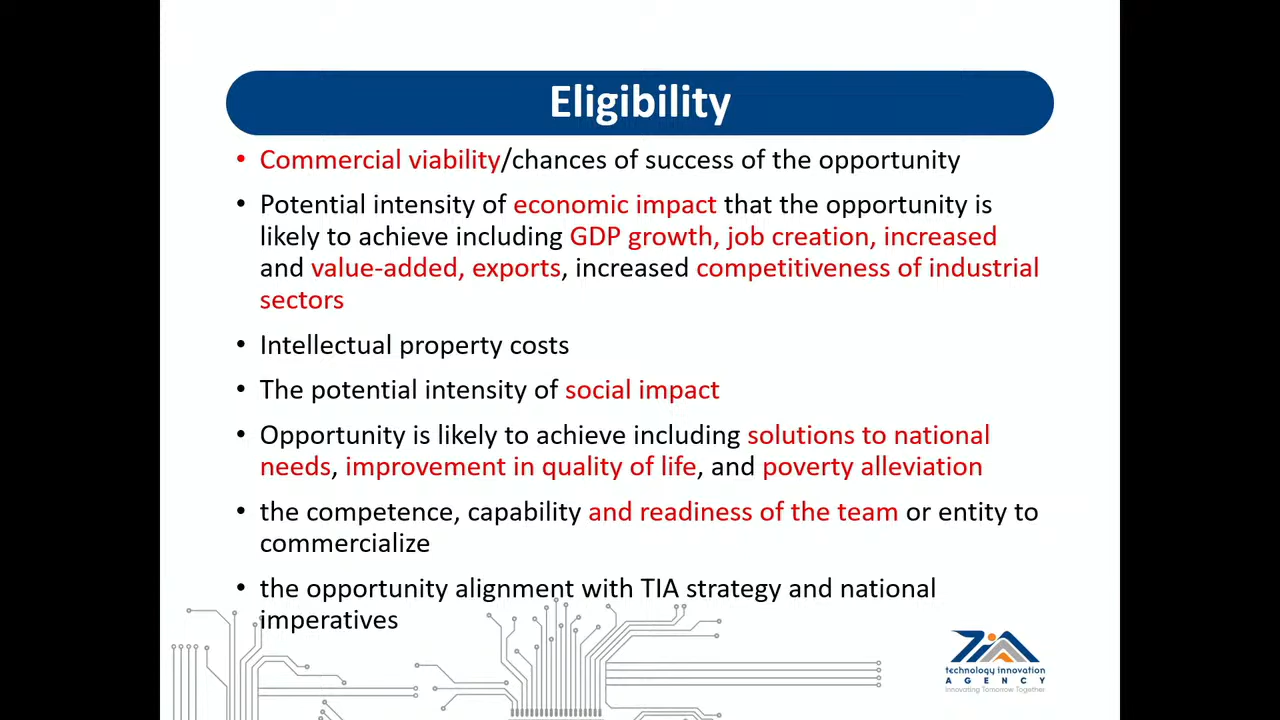 Eligibility
• Commercial viability/chances of success of the opportunity
• Potential intensity of economic impact that the opportunity is
likely to achieve including GDP growth, job creation, increased
and value-added, exports, increased competitiveness of industrial
sectors
• Intellectual property costs
• The potential intensity of social impact
• Opportunity is likely to achieve including solutions to national
needs, improvement in quality of life, and poverty alleviation
• the competence, capability and readiness of the team or entity to
commercialize
• the opportunity alignment with TIA strategy and national
imperatives
TIA
technology innovation
AGENCY
Innovating Tomorrow Together